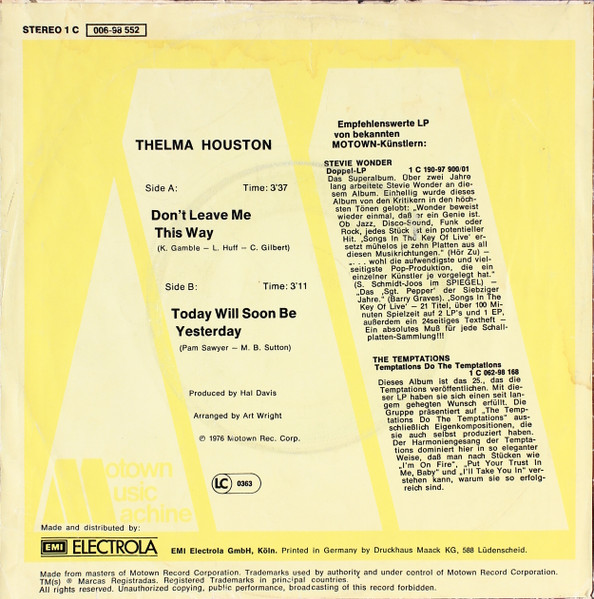 STEREO 1 C 006-98 552
THELMA HOUSTON
Side A: Time: 3'37
Don't Leave Me
This Way
(K. Gamble – L. Huff – C. Gilbert)
Side B: Time: 3'11
Today Will Soon Be
Yesterday
(Pam Sawyer – M. B. Sutton)
Produced by Hal Davis
Arranged by Art Wright
℗ 1976 Motown Rec. Corp.
LC 0363
Empfehlenswerte LP
von bekannten
MOTOWN-Künstlern:
STEVIE WONDER
Doppel-LP 1 C 190-97 900/01
Das Superalbum. Über zwei Jahre
lang arbeitete Stevie Wonder an die-
sem Album. Einhellig wurde dieses
Album von den Kritikern in den höch-
sten Tönen gelobt: „Wonder beweist
wieder einmal, daß er ein Genie ist.
Ob Jazz, Disco-Sound, Funk oder
Rock, jedes Stück ist ein potentieller
Hit. ‚Songs In The Key Of Live' er-
setzt mühelos je zehn Platten aus all
diesen Musikrichtungen." (Hör Zu) –
„. . . wohl die aufwendigste und viel-
seitigste Pop-Produktion, die ein
einzelner Künstler je vorgelegt hat."
(S. Schmidt-Joos im SPIEGEL) –
„Das ‚Sgt. Pepper' der Siebziger
Jahre." (Barry Graves). ‚Songs In The
Key Of Live' – 21 Titel, über 100 Mi-
nuten Spielzeit auf 2 LP's und 1 EP,
außerdem ein 24seitiges Textheft –
Ein absolutes Muß für jede Schall-
platten-Sammlung!!!
THE TEMPTATIONS
Temptations Do The Temptations
1 C 062-98 168
Dieses Album ist das 25., das die
Temptations veröffentlichen. Mit die-
ser LP haben sie sich einen seit lan-
gem gehegten Wunsch erfüllt. Die
Gruppe präsentiert auf „The Temp-
tations Do The Temptations" aus-
schließlich Eigenkompositionen, die
sie auch selbst produziert haben.
Der Harmoniengesang der Tempta-
tions dominiert hier in so eleganter
Weise, daß man nach Stücken wie
„I'm On Fire", „Put Your Trust In
Me, Baby" und „I'll Take You In" ver-
stehen kann, warum sie so erfolg-
reich sind.
Motown
Music
Machine
Made and distributed by:
EMI ELECTROLA EMI Electrola GmbH, Köln. Printed in Germany by Druckhaus Maack KG, 588 Lüdenscheid.
Made from masters of Motown Record Corporation. Trademarks used by authority and under control of Motown Record Corporation.
TM(s) ® Marcas Registradas. Registered Trademarks in principal countries.
All rights reserved. Unauthorized copying, public performance, broadcasting of this record forbidden.